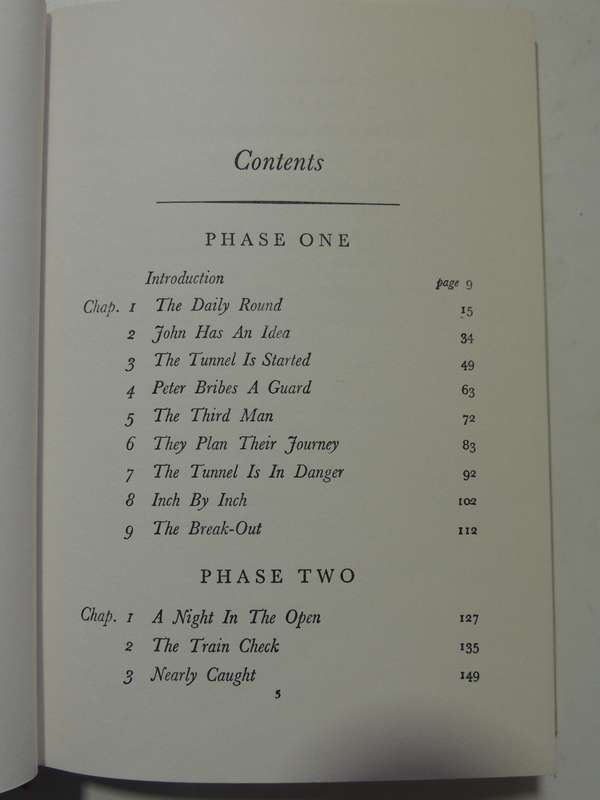 Contents
PHASE ONE
Introduction page 9
Chap. 1 The Daily Round 15
2 John Has An Idea 34
3 The Tunnel Is Started 49
4 Peter Bribes A Guard 63
5 The Third Man 72
6 They Plan Their Journey 83
7 The Tunnel Is In Danger 92
8 Inch By Inch 102
9 The Break-Out 112
PHASE TWO
Chap. 1 A Night In The Open 127
2 The Train Check 135
3 Nearly Caught 149
5